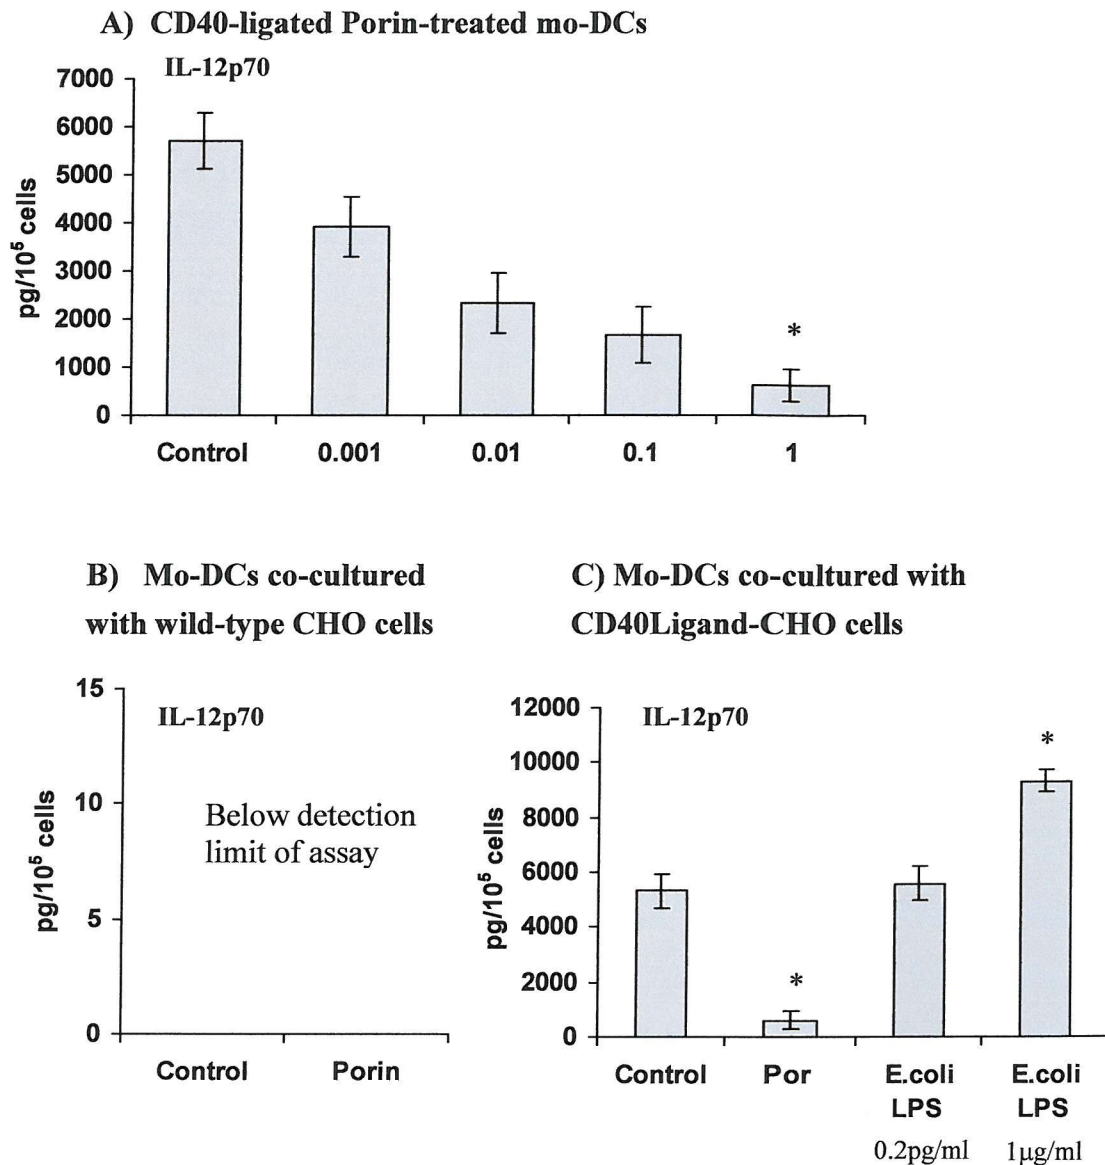 A) CD40-ligated Porin-treated mo-DCs
IL-12p70
7000
6000
5000
4000
3000
2000
1000
0
pg/10⁵ cells
*
Control 0.001 0.01 0.1 1
B) Mo-DCs co-cultured
with wild-type CHO cells
15
10
5
0
pg/10⁵ cells
IL-12p70
Below detection
limit of assay
Control Porin
C) Mo-DCs co-cultured with
CD40Ligand-CHO cells
12000
10000
8000
6000
4000
2000
0
pg/10⁵ cells
IL-12p70
*
*
Control Por E.coli E.coli
LPS LPS
0.2pg/ml 1μg/ml